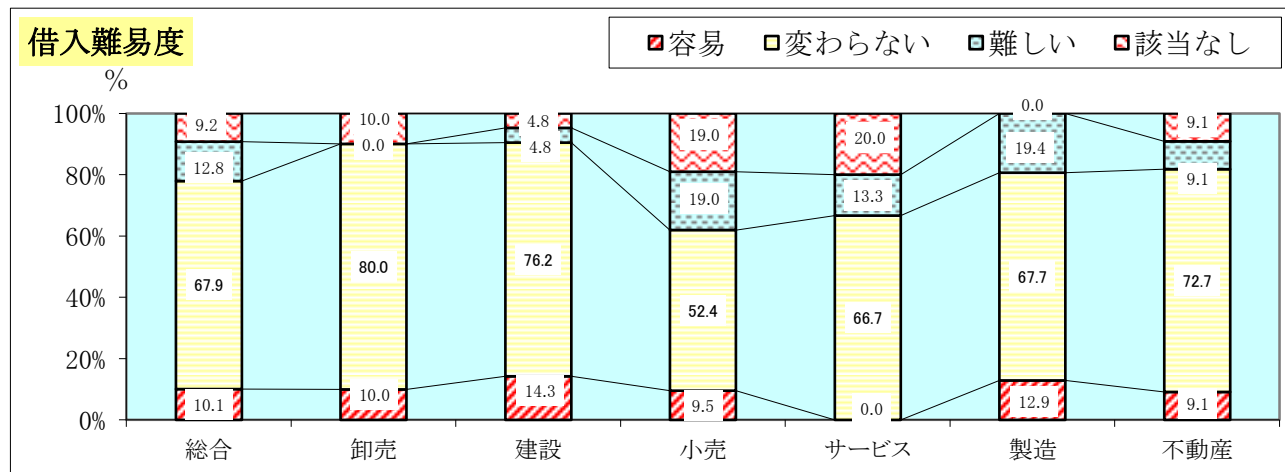 借入難易度
容易 変わらない 難しい 該当なし
%
100% 9.2 10.0 4.8 19.0 20.0 0.0 9.1
80% 12.8 0.0 4.8 19.0 13.3 19.4 9.1
60%
40% 67.9 80.0 76.2 52.4 66.7 67.7 72.7
20%
0% 10.1 10.0 14.3 9.5 0.0 12.9 9.1
総合 卸売 建設 小売 サービス 製造 不動産